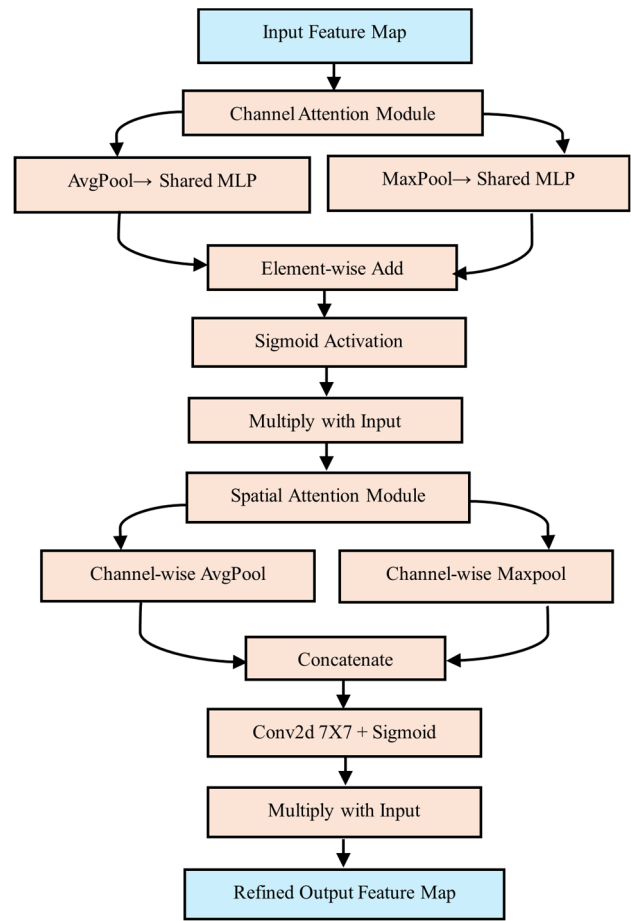 Input Feature Map
Channel Attention Module
AvgPool→ Shared MLP
MaxPool→ Shared MLP
Element-wise Add
Sigmoid Activation
Multiply with Input
Spatial Attention Module
Channel-wise AvgPool
Channel-wise Maxpool
Concatenate
Conv2d 7X7 + Sigmoid
Multiply with Input
Refined Output Feature Map